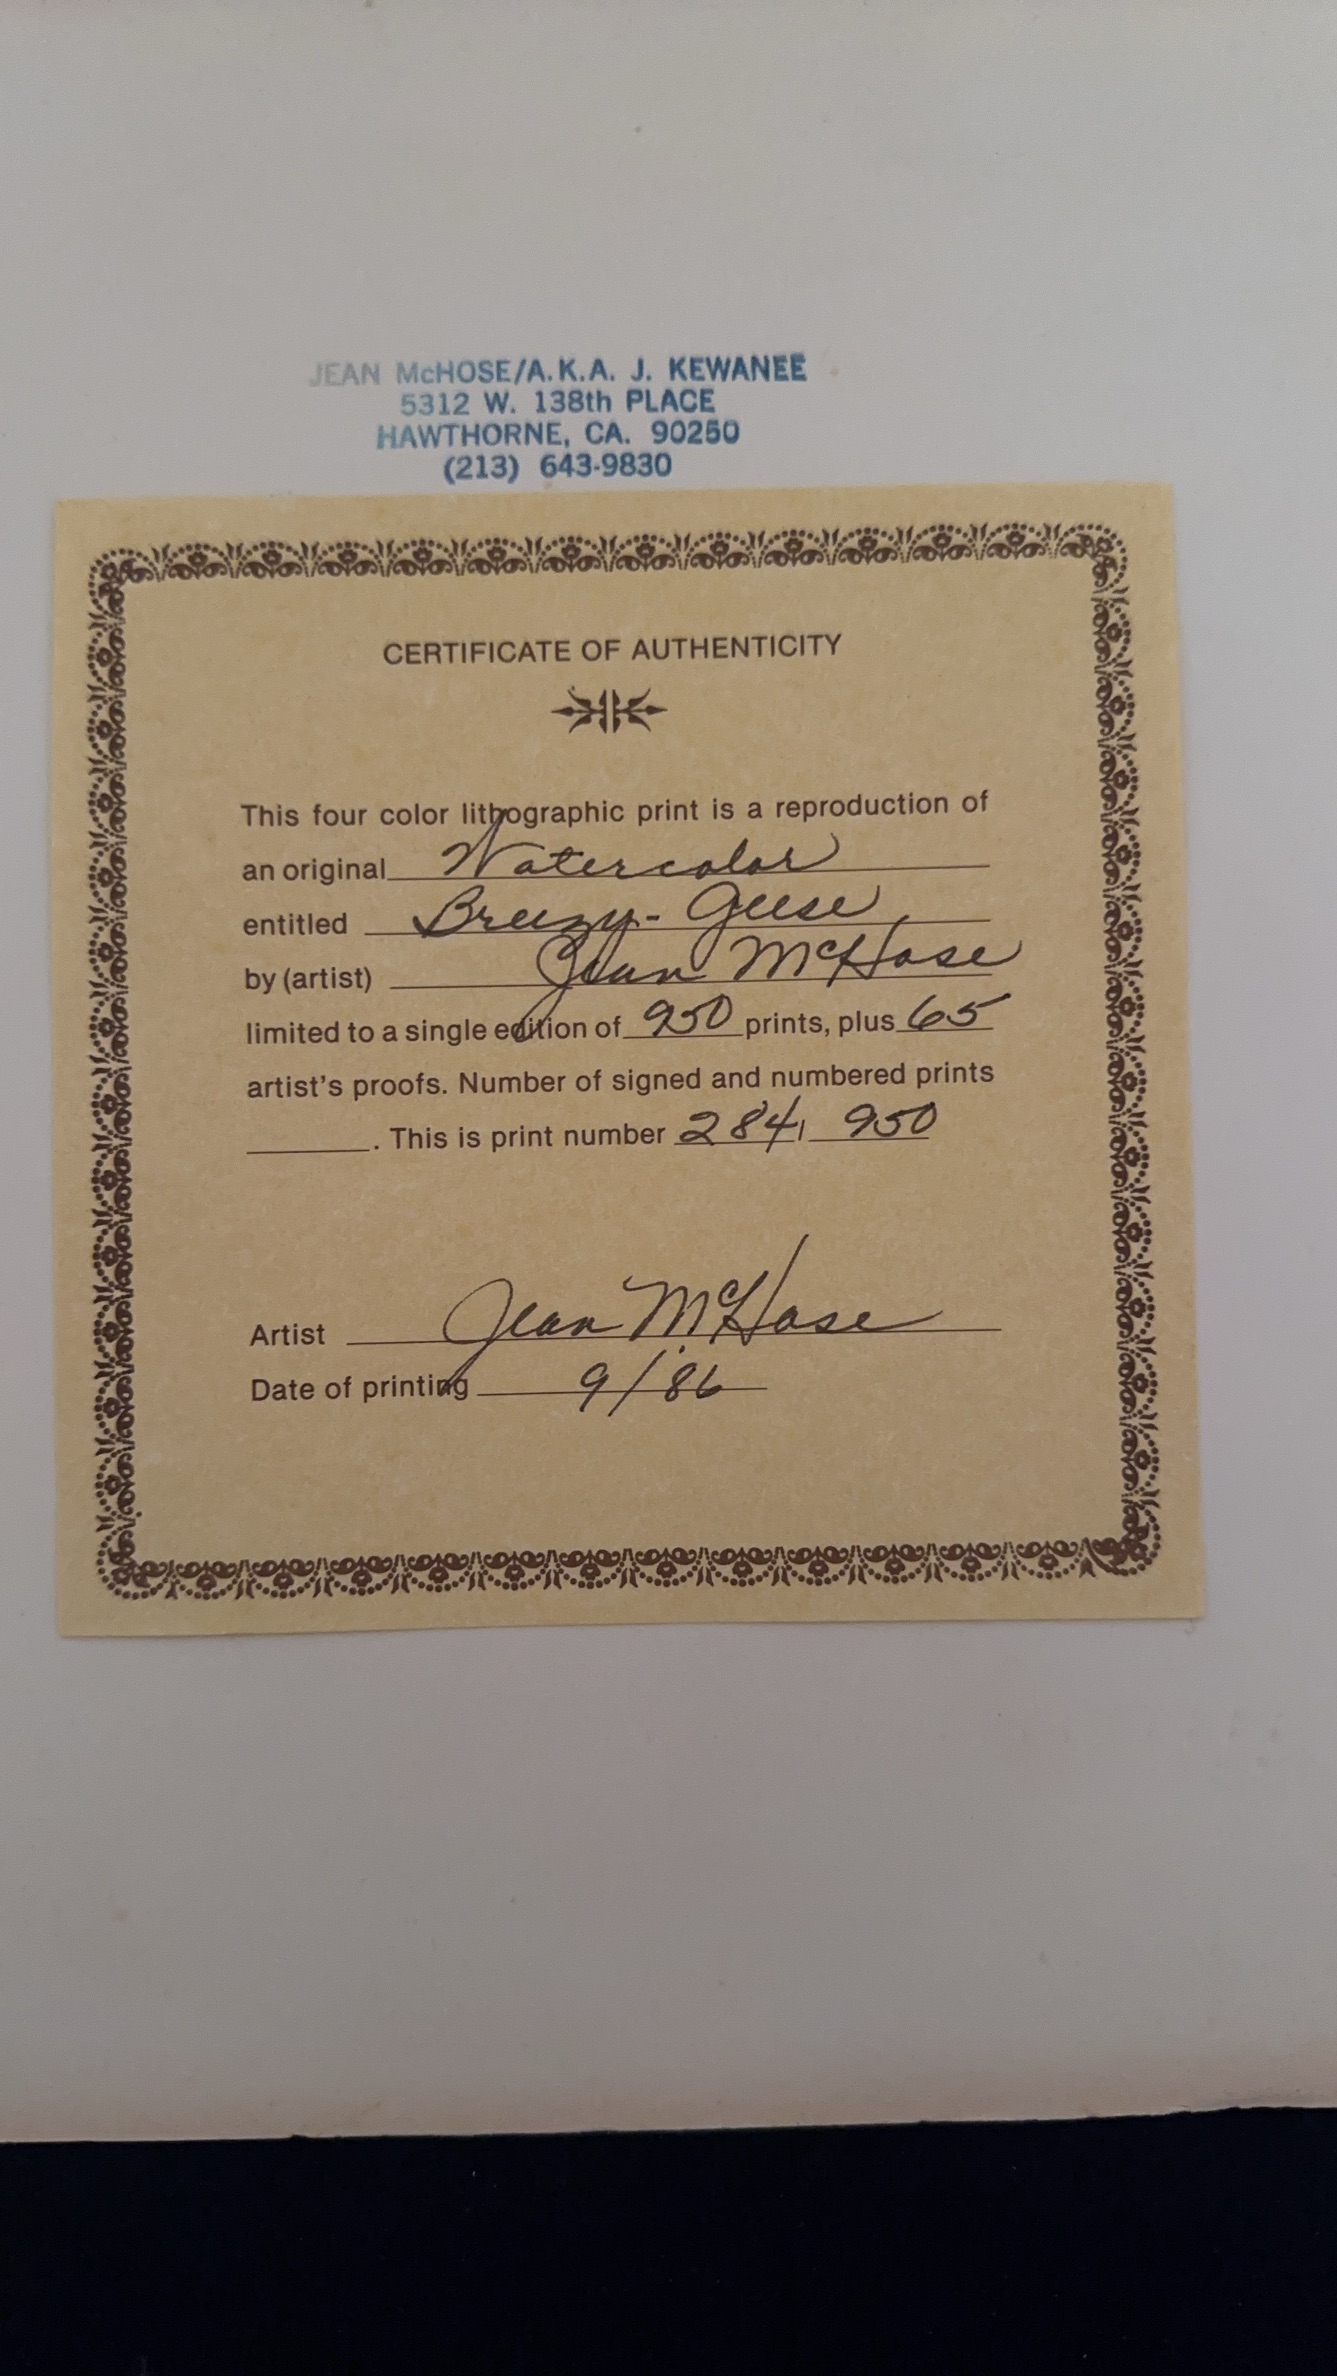 JEAN McHOSE/A.K.A. J. KEWANEE
5312 W. 138th PLACE
HAWTHORNE, CA. 90250
(213) 643-9830
CERTIFICATE OF AUTHENTICITY
This four color lithographic print is a reproduction of
an original Watercolor
entitled Breezy-Geese
by (artist) Jean McHose
limited to a single edition of 950 prints, plus 65
artist's proofs. Number of signed and numbered prints
. This is print number 284, 950
Artist Jean McHose
Date of printing 9/'86